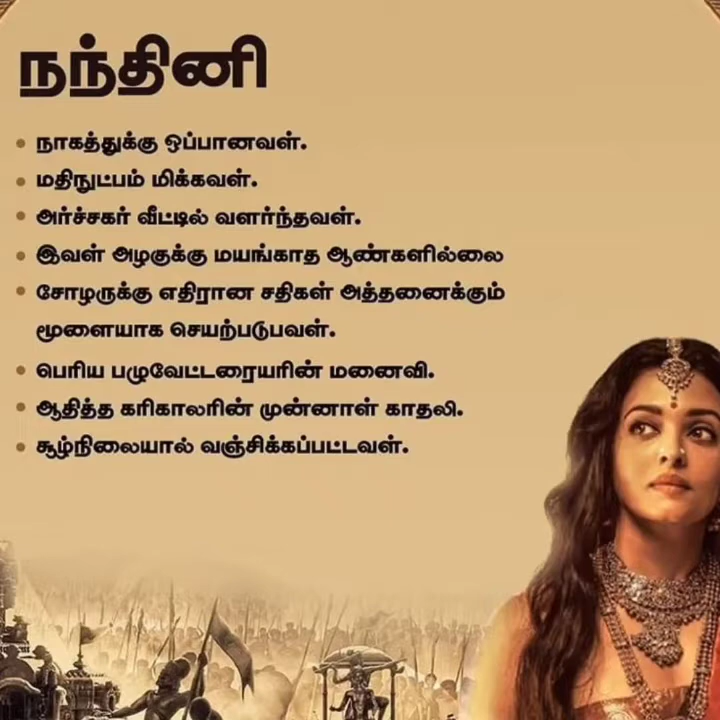 நந்தினி
நாகத்துக்கு ஒப்பானவள்.
மதிநுட்பம் மிக்கவள்.
அர்ச்சகர் வீட்டில் வளர்ந்தவள்.
இவள் அழகுக்கு மயங்காத ஆண்களில்லை
சோழருக்கு எதிரான சதிகள் அத்தனைக்கும்
மூளையாக செயற்படுபவள்.
பெரிய பழுவேட்டரையரின் மனைவி.
ஆதித்த கரிகாலரின் முன்னாள் காதலி.
சூழ்நிலையால் வஞ்சிக்கப்பட்டவள்.